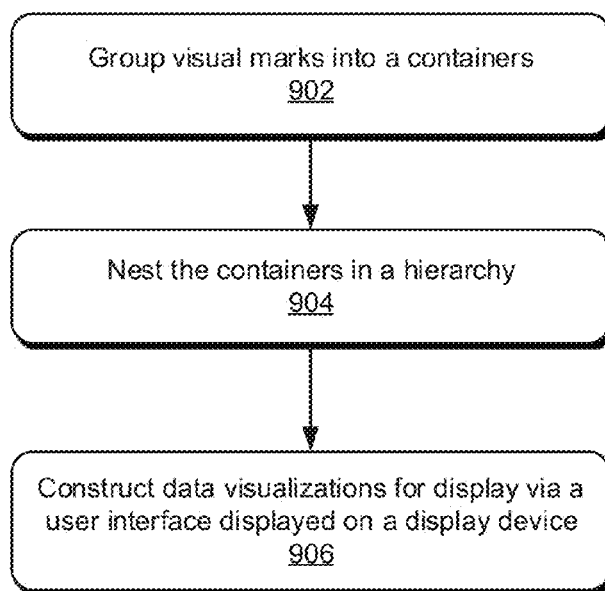 Group visual marks into a containers
902
Nest the containers in a hierarchy
904
Construct data visualizations for display via a
user interface displayed on a display device
906